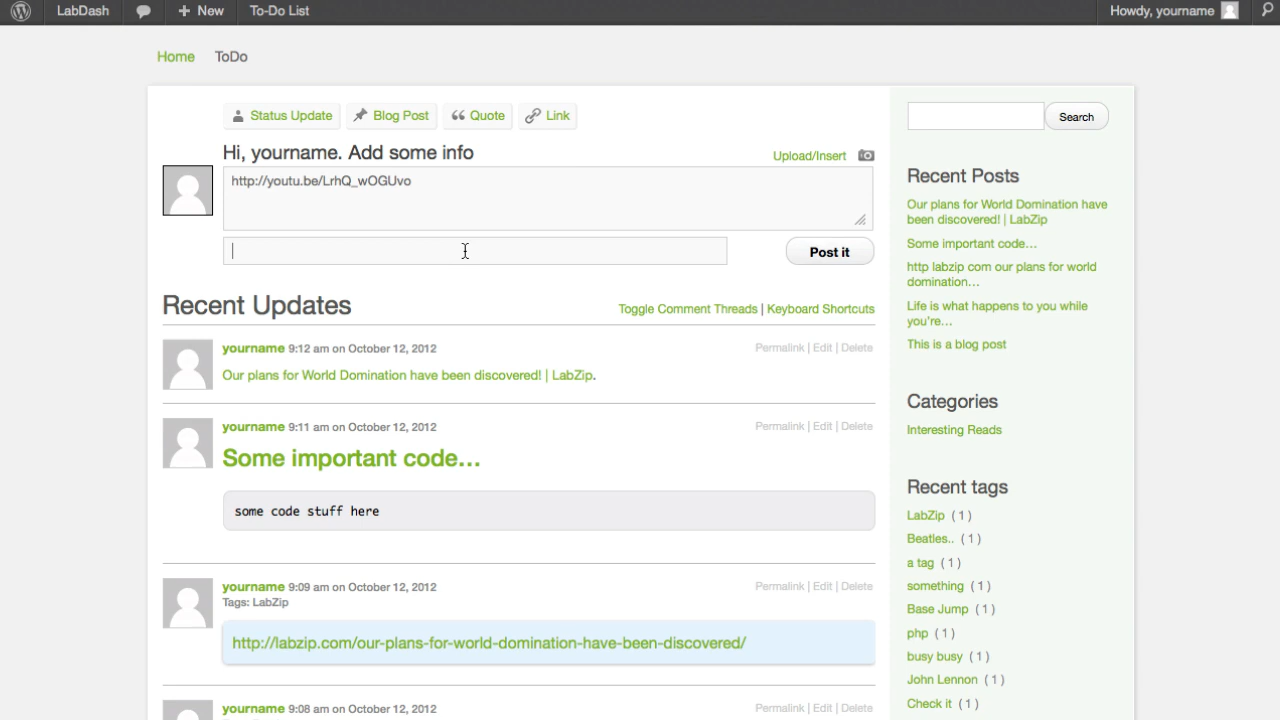 LabDash New To-Do List Howdy, yourname
Home ToDo
Status Update Blog Post Quote Link
Hi, yourname. Add some info
Upload/Insert
http://youtu.be/LrhQ_wOGUvo
Post it
Recent Updates
Toggle Comment Threads | Keyboard Shortcuts
yourname 9:12 am on October 12, 2012
Permalink | Edit | Delete
Our plans for World Domination have been discovered! | LabZip.
yourname 9:11 am on October 12, 2012
Permalink | Edit | Delete
Some important code...
some code stuff here
yourname 9:09 am on October 12, 2012
Permalink | Edit | Delete
Tags: LabZip
http://labzip.com/our-plans-for-world-domination-have-been-discovered/
yourname 9:08 am on October 12, 2012
Permalink | Edit | Delete
Search
Recent Posts
Our plans for World Domination have
been discovered! | LabZip
Some important code…
http labzip com our plans for world
domination…
Life is what happens to you while
you're…
This is a blog post
Categories
Interesting Reads
Recent tags
LabZip ( 1 )
Beatles.. ( 1 )
a tag ( 1 )
something ( 1 )
Base Jump ( 1 )
php ( 1 )
busy busy ( 1 )
John Lennon ( 1 )
Check it ( 1 )